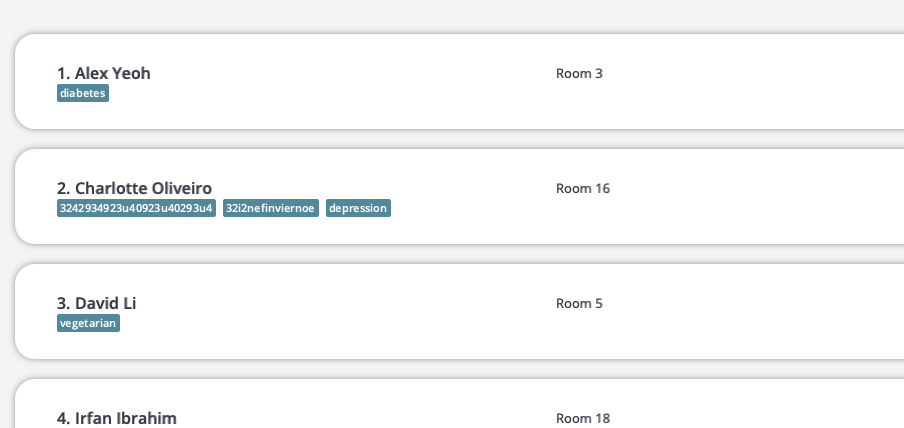 1. Alex Yeoh Room 3
diabetes
2. Charlotte Oliveiro Room 16
3242934923u40923u40293u4 32i2nefinviernoe depression
3. David Li Room 5
vegetarian
4. Irfan Ibrahim Room 18